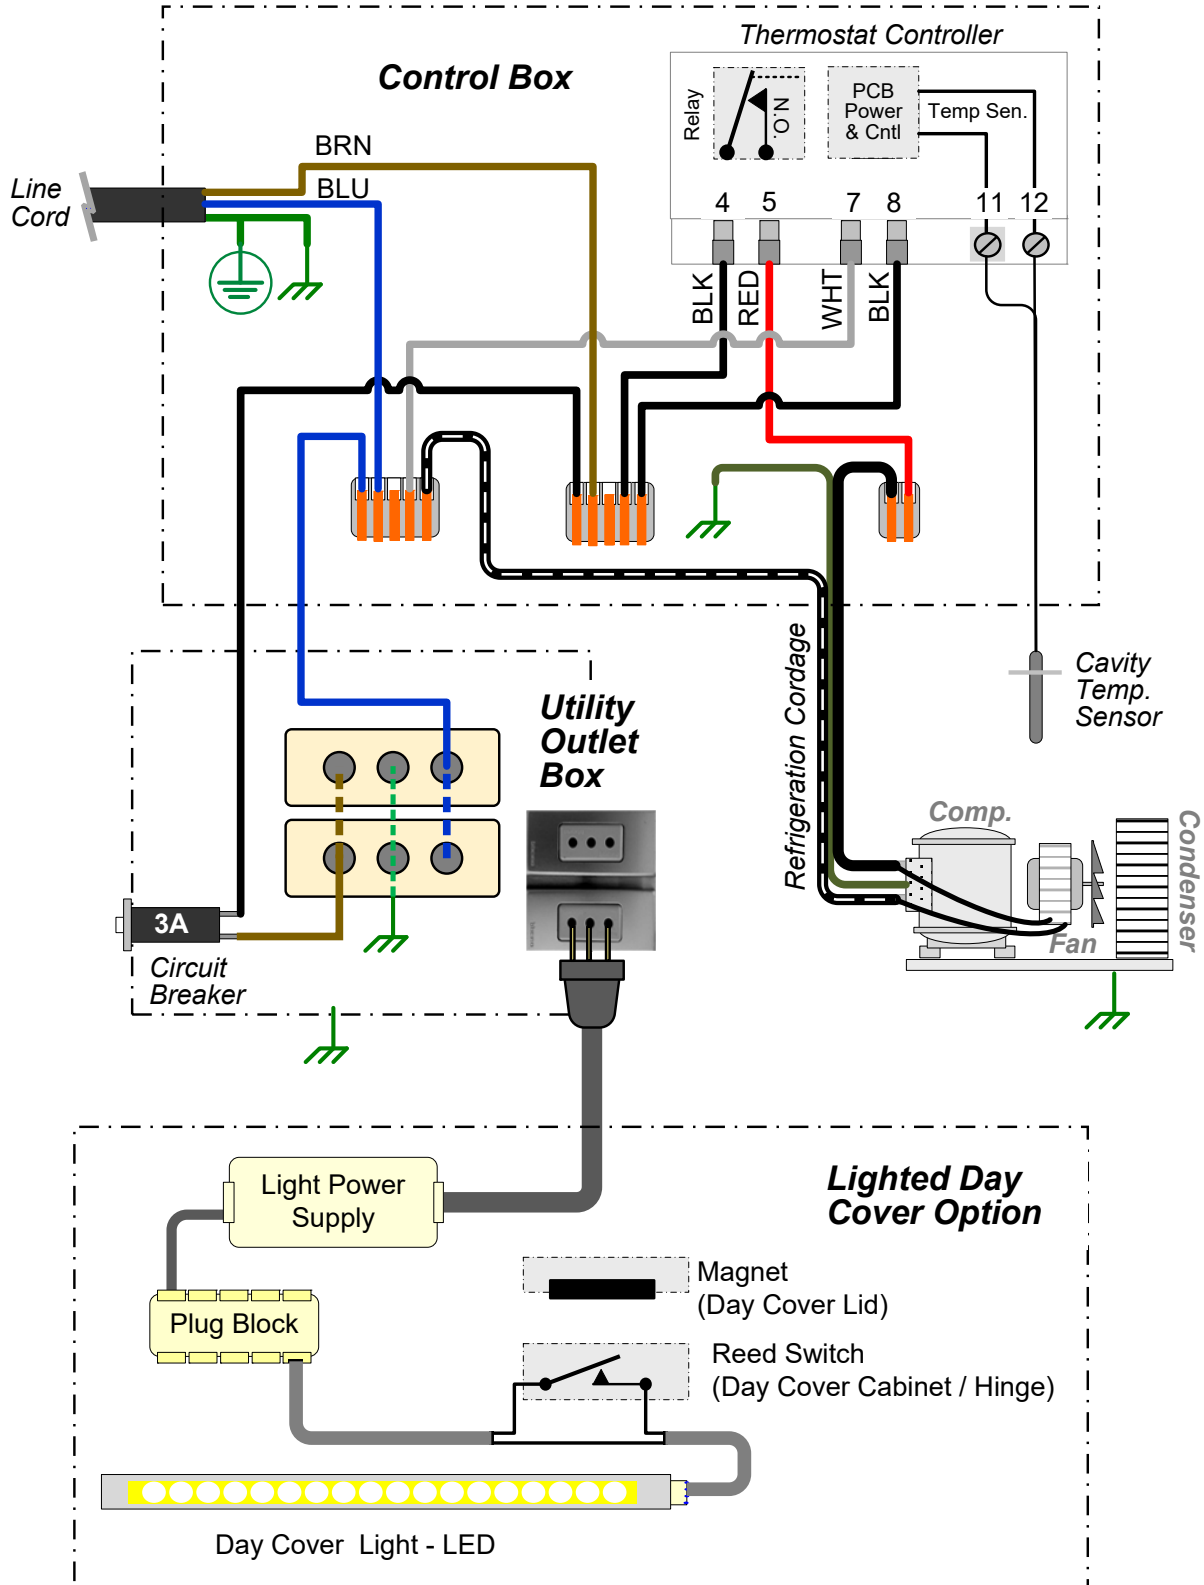 Thermostat Controller
Control Box
Relay
N.O.
PCB
Power
& Cntl
Temp Sen.
BRN
BLU
Line
Cord
4
5
7
8
11
12
BLK
RED
WHT
BLK
Refrigeration Cordage
Cavity
Temp.
Sensor
Utility
Outlet
Box
Comp.
Condenser
Fan
3A
Circuit
Breaker
Light Power
Supply
Lighted Day
Cover Option
Magnet
(Day Cover Lid)
Plug Block
Reed Switch
(Day Cover Cabinet / Hinge)
Day Cover Light - LED